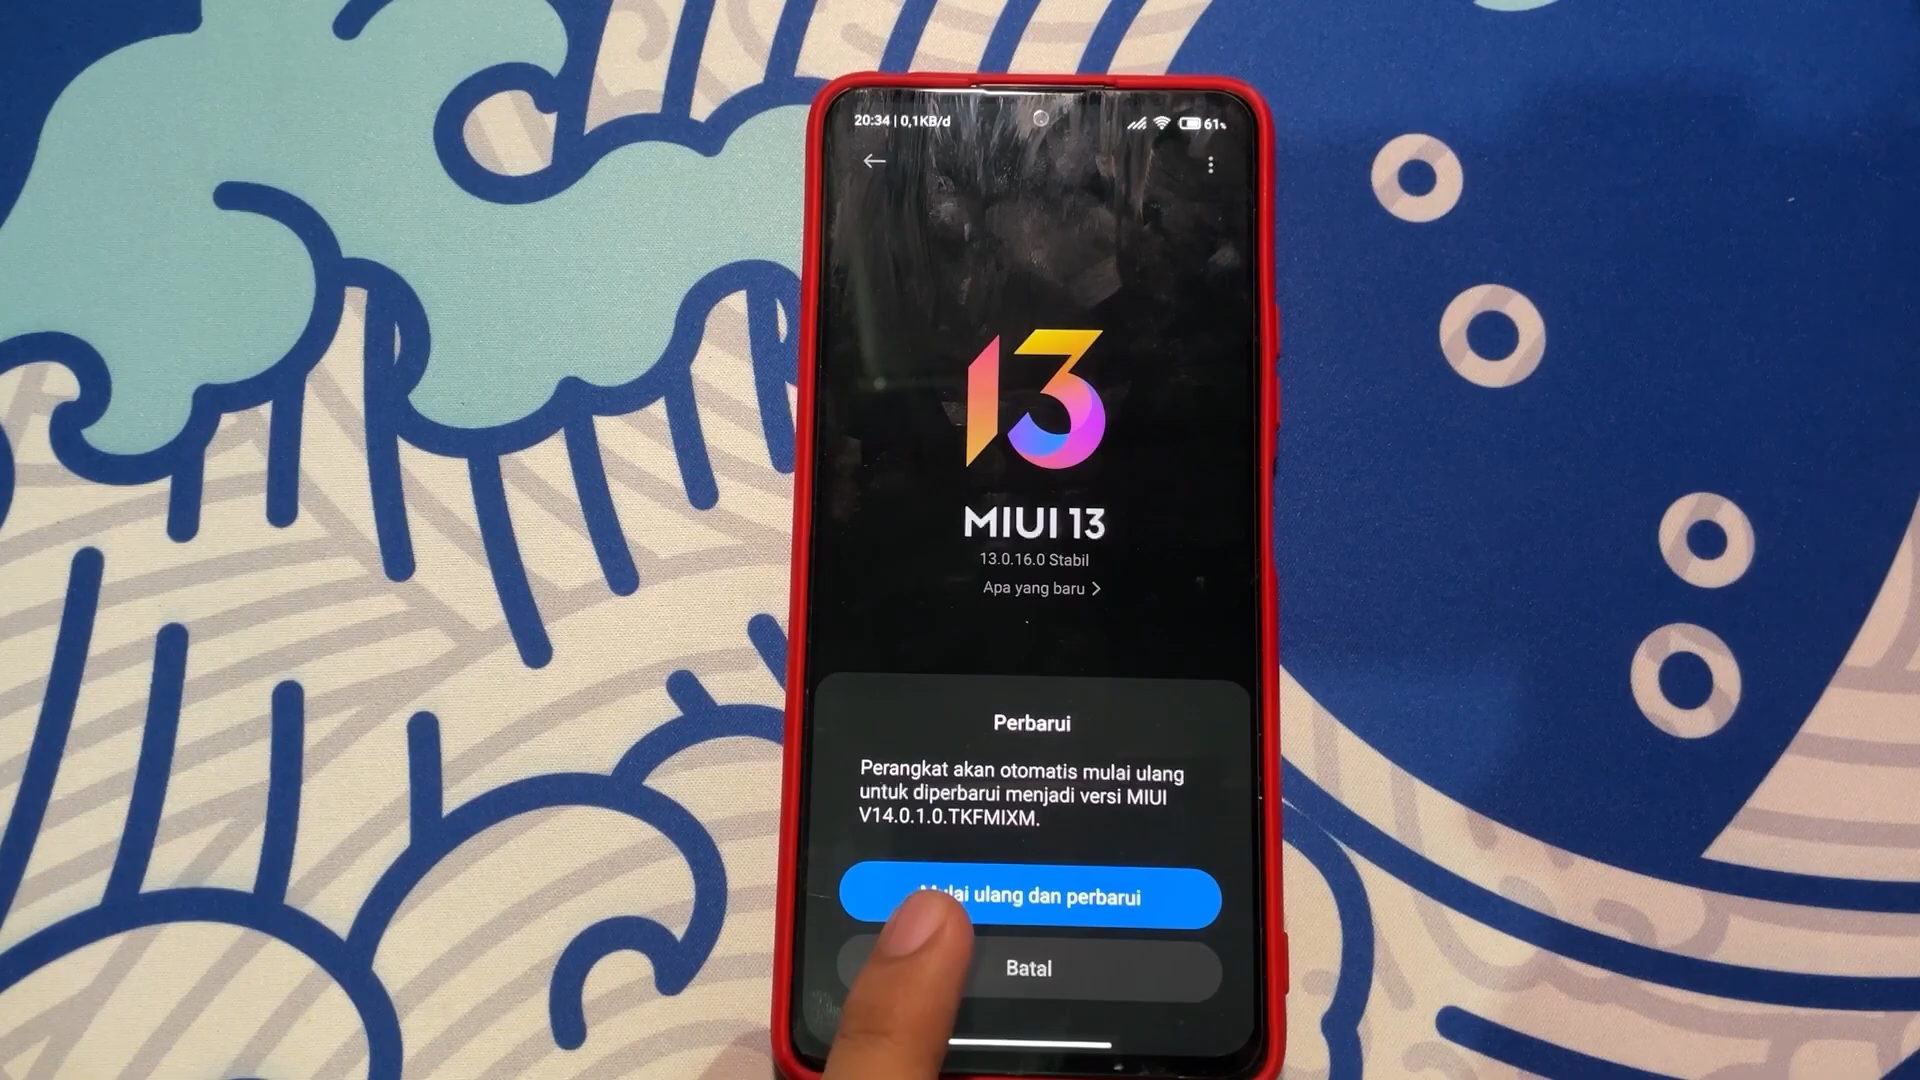 20:34 | 0,1KB/d
61%
13
MIUI 13
13.0.16.0 Stabil
Apa yang baru
Perbarui
Perangkat akan otomatis mulai ulang
untuk diperbarui menjadi versi MIUI
V14.0.1.0.TKFMIXM.
Mulai ulang dan perbarui
Batal